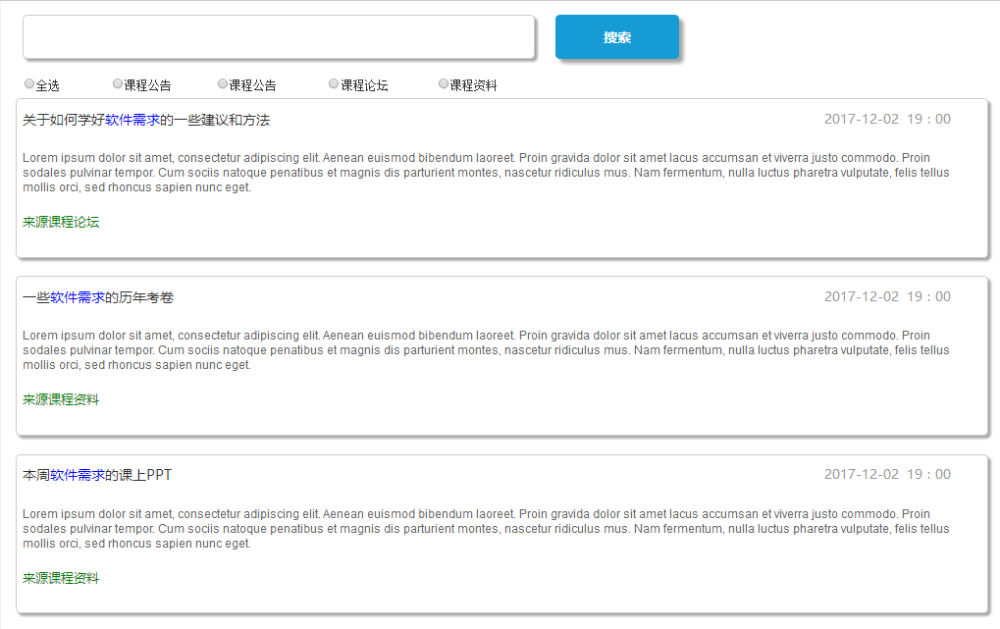 搜索
全选 课程公告 课程公告 课程论坛 课程资料
关于如何学好软件需求的一些建议和方法 2017-12-02 19 : 00
Lorem ipsum dolor sit amet, consectetur adipiscing elit. Aenean euismod bibendum laoreet. Proin gravida dolor sit amet lacus accumsan et viverra justo commodo. Proin
sodales pulvinar tempor. Cum sociis natoque penatibus et magnis dis parturient montes, nascetur ridiculus mus. Nam fermentum, nulla luctus pharetra vulputate, felis tellus
mollis orci, sed rhoncus sapien nunc eget.
来源课程论坛
一些软件需求的历年考卷 2017-12-02 19 : 00
Lorem ipsum dolor sit amet, consectetur adipiscing elit. Aenean euismod bibendum laoreet. Proin gravida dolor sit amet lacus accumsan et viverra justo commodo. Proin
sodales pulvinar tempor. Cum sociis natoque penatibus et magnis dis parturient montes, nascetur ridiculus mus. Nam fermentum, nulla luctus pharetra vulputate, felis tellus
mollis orci, sed rhoncus sapien nunc eget.
来源课程资料
本周软件需求的课上PPT 2017-12-02 19 : 00
Lorem ipsum dolor sit amet, consectetur adipiscing elit. Aenean euismod bibendum laoreet. Proin gravida dolor sit amet lacus accumsan et viverra justo commodo. Proin
sodales pulvinar tempor. Cum sociis natoque penatibus et magnis dis parturient montes, nascetur ridiculus mus. Nam fermentum, nulla luctus pharetra vulputate, felis tellus
mollis orci, sed rhoncus sapien nunc eget.
来源课程资料